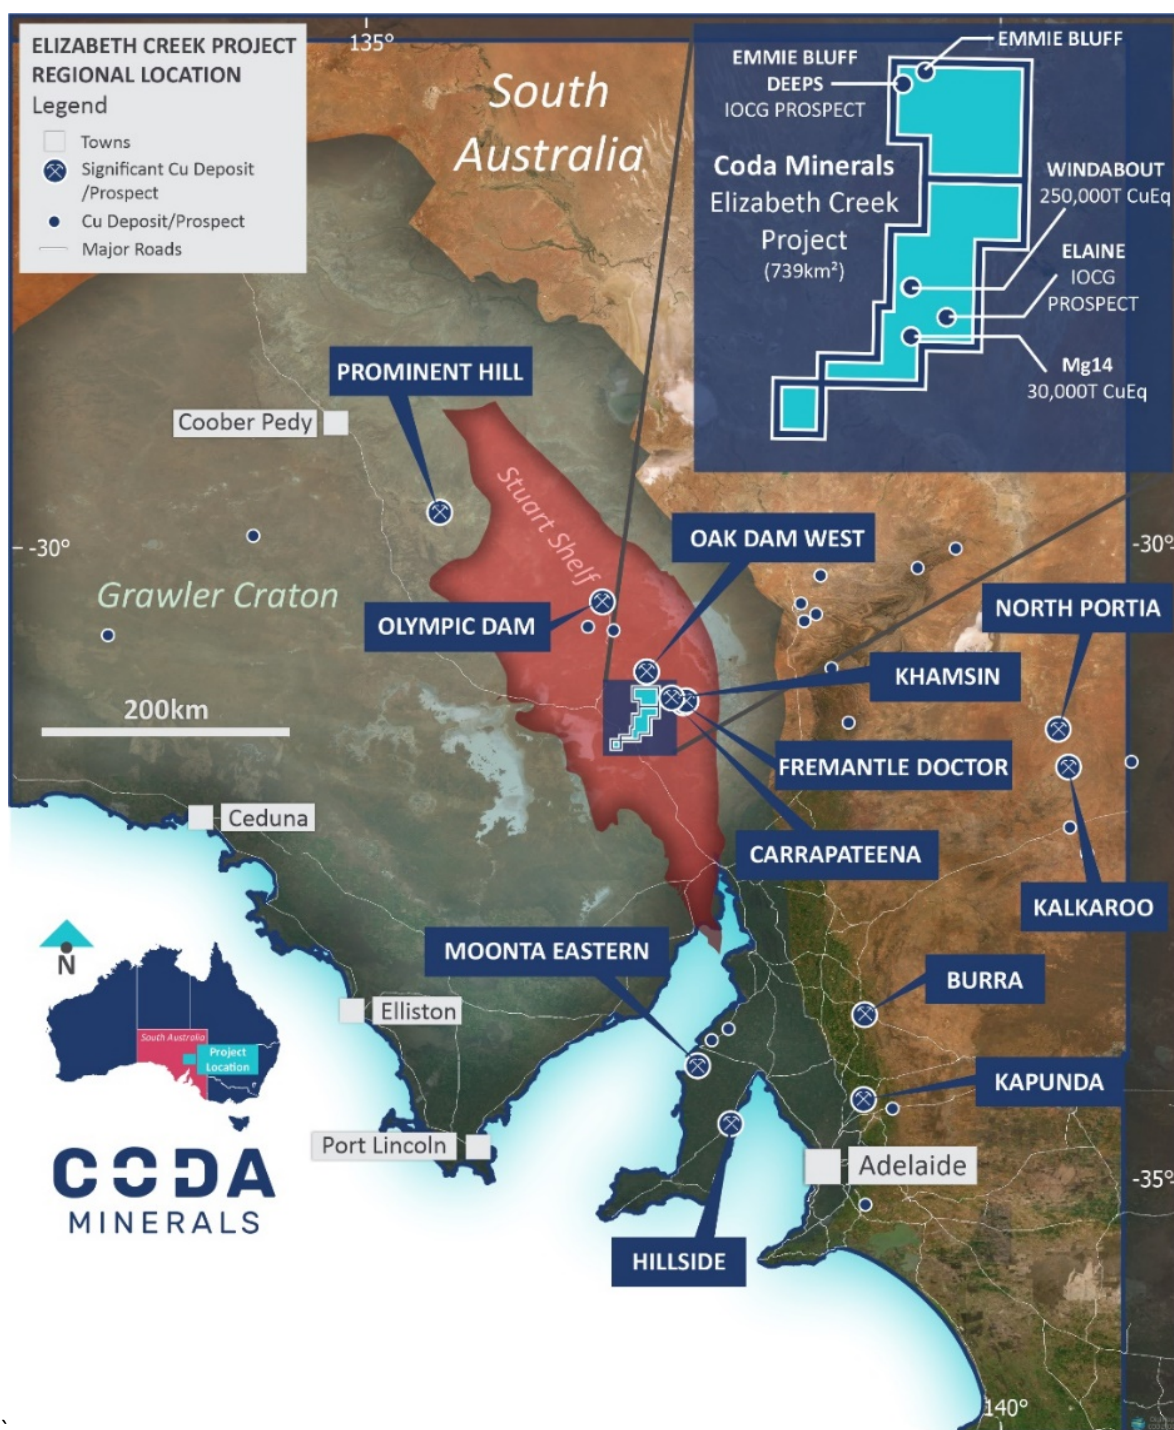 ELIZABETH CREEK PROJECT
REGIONAL LOCATION
Legend
Towns
Significant Cu Deposit
/Prospect
Cu Deposit/Prospect
Major Roads
135°
South
Australia
EMMIE BLUFF
EMMIE BLUFF
DEEPS
IOCG PROSPECT
Coda Minerals
Elizabeth Creek
Project
(739km²)
WINDABOUT
250,000T CuEq
ELAINE
IOCG
PROSPECT
Mg14
30,000T CuEq
PROMINENT HILL
Coober Pedy
Stuart Shelf
OAK DAM WEST
-30°
-30°
Grawler Craton
OLYMPIC DAM
NORTH PORTIA
KHAMSIN
200km
FREMANTLE DOCTOR
Ceduna
CARRAPATEENA
KALKAROO
MOONTA EASTERN
N
BURRA
Elliston
South Australia
Project
Location
KAPUNDA
Port Lincoln
Adelaide
-35°
CODA
MINERALS
HILLSIDE
140°
`